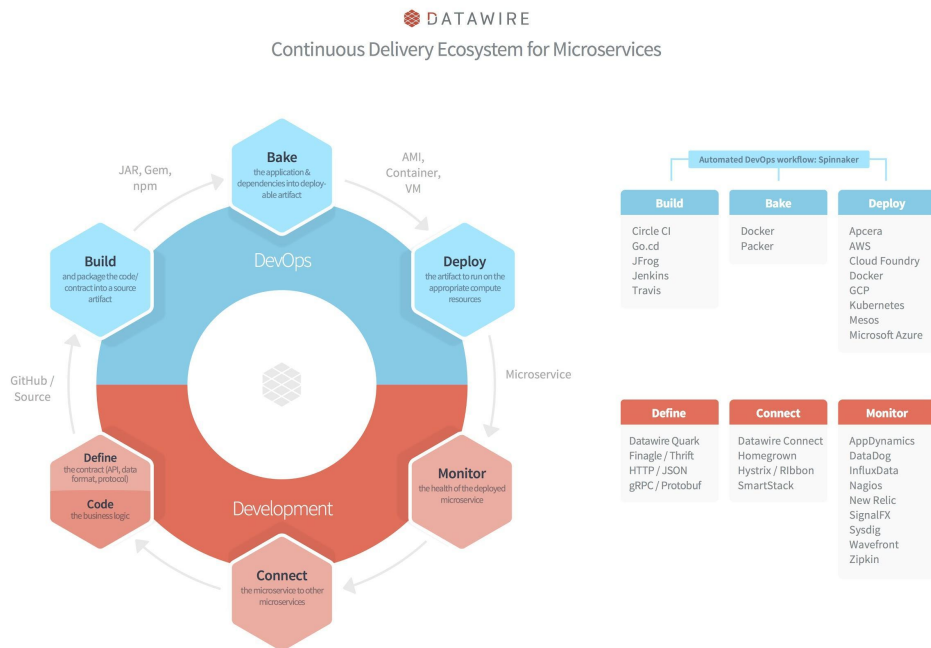 DATAWIRE
Continuous Delivery Ecosystem for Microservices
JAR, Gem,
npm
Bake
the application &
dependencies into deploy-
able artifact
AMI,
Container,
VM
Build
and package the code/
contract into a source
artifact
DevOps
Deploy
the artifact to run on the
appropriate compute
resources
GitHub /
Source
Microservice
Define
the contract (API, data
format, protocol)
Code
the business logic
Development
Monitor
the health of the deployed
microservice
Connect
the microservice to other
microservices
Automated DevOps workflow: Spinnaker
Build
Circle CI
Go.cd
JFrog
Jenkins
Travis
Bake
Docker
Packer
Deploy
Apcera
AWS
Cloud Foundry
Docker
GCP
Kubernetes
Mesos
Microsoft Azure
Define
Datawire Quark
Finagle / Thrift
HTTP / JSON
gRPC / Protobuf
Connect
Datawire Connect
Homegrown
Hystrix / RIbbon
SmartStack
Monitor
AppDynamics
DataDog
InfluxData
Nagios
New Relic
SignalFX
Sysdig
Wavefront
Zipkin